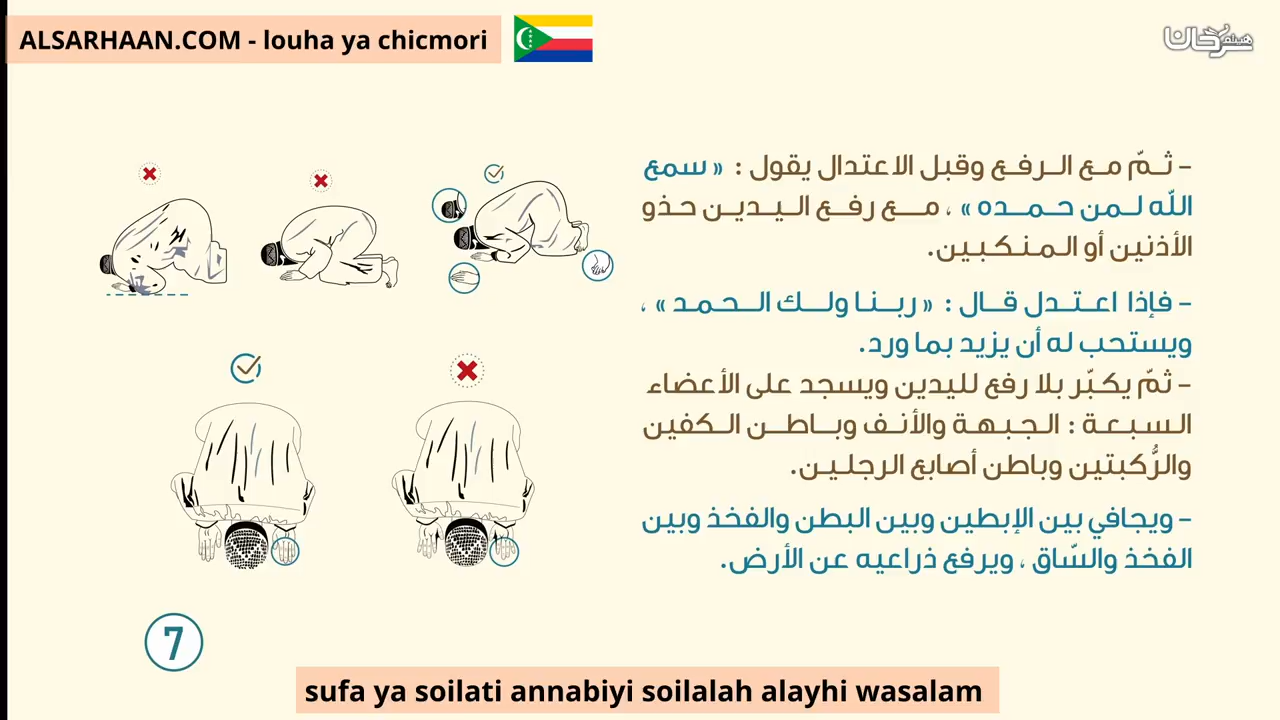 ALSARHAAN.COM - louha ya chicmori
هيثم سرحان
- ثمّ مع الرفع وقبل الاعتدال يقول : « سمع
الله لمن حمده » ، مع رفع اليدين حذو
الأذنين أو المنكبين.
- فإذا اعتدل قال : « ربنا ولك الحمد » ،
ويستحب له أن يزيد بما ورد.
- ثمّ يكبّر بلا رفع لليدين ويسجد على الأعضاء
السبعة : الجبهة والأنف وباطن الكفين
والرُّكبتين وباطن أصابع الرجلين.
- ويجافي بين الإبطين وبين البطن والفخذ وبين
الفخذ والسّاق ، ويرفع ذراعيه عن الأرض.
7
sufa ya soilati annabiyi soilalah alayhi wasalam